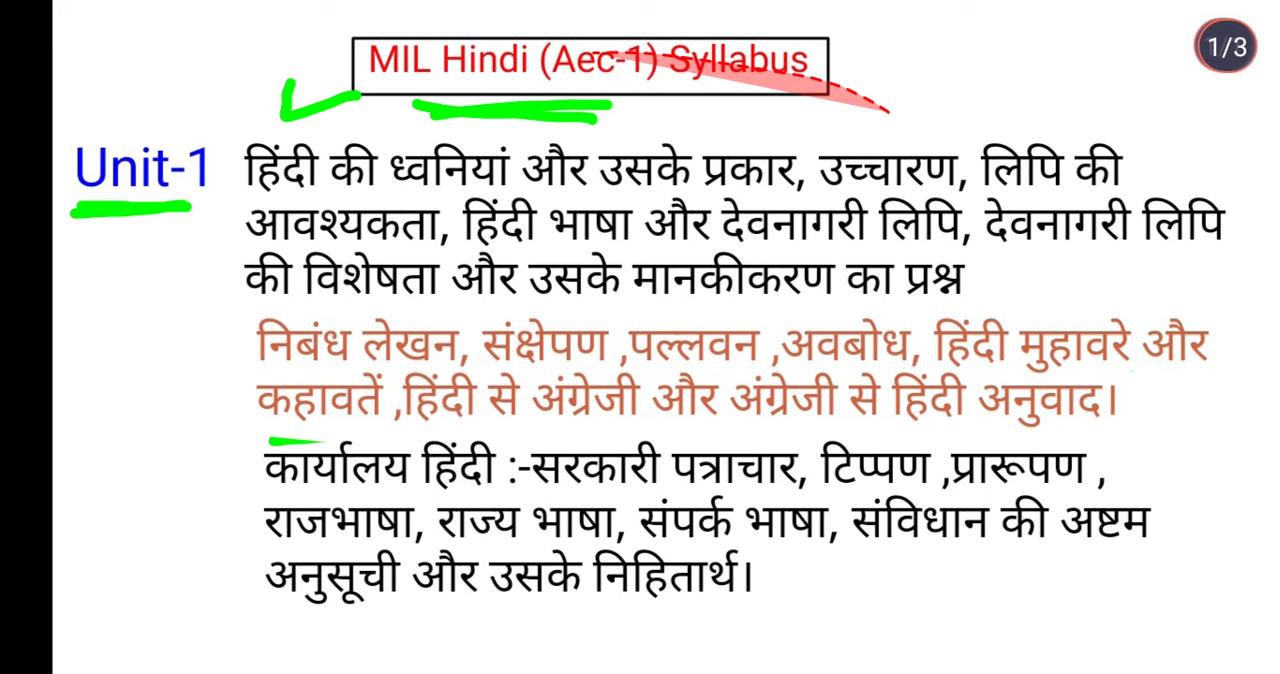 MIL Hindi (Aec-1) Syllabus
1/3
Unit-1 हिंदी की ध्वनियां और उसके प्रकार, उच्चारण, लिपि की
आवश्यकता, हिंदी भाषा और देवनागरी लिपि, देवनागरी लिपि
की विशेषता और उसके मानकीकरण का प्रश्न
निबंध लेखन, संक्षेपण ,पल्लवन ,अवबोध, हिंदी मुहावरे और
कहावतें ,हिंदी से अंग्रेजी और अंग्रेजी से हिंदी अनुवाद।
कार्यालय हिंदी :-सरकारी पत्राचार, टिप्पण ,प्रारूपण ,
राजभाषा, राज्य भाषा, संपर्क भाषा, संविधान की अष्टम
अनुसूची और उसके निहितार्थ।